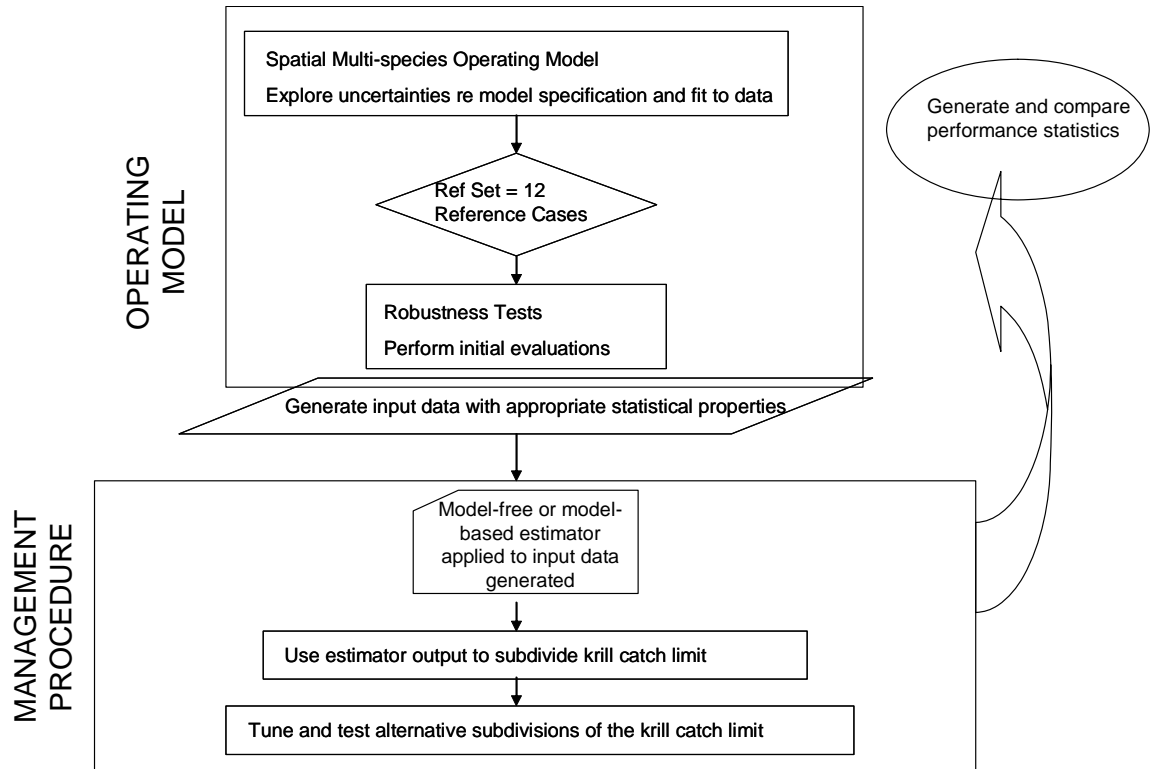 OPERATING
MODEL
Spatial Multi-species Operating Model
Explore uncertainties re model specification and fit to data
Ref Set = 12
Reference Cases
Robustness Tests
Perform initial evaluations
Generate input data with appropriate statistical properties
Generate and compare
performance statistics
MANAGEMENT
PROCEDURE
Model-free or model-
based estimator
applied to input data
generated
Use estimator output to subdivide krill catch limit
Tune and test alternative subdivisions of the krill catch limit